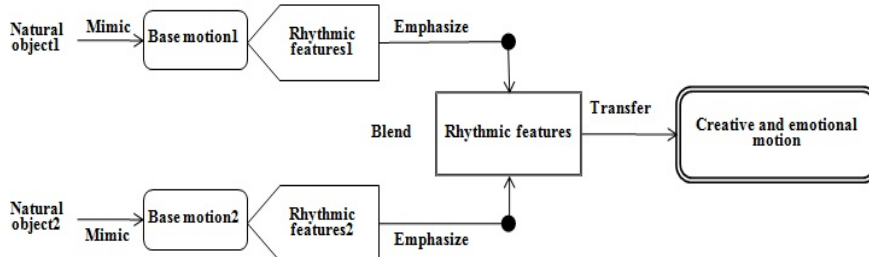 Natural
object1
Mimic
Base motion1
Rhythmic
features1
Emphasize
Blend
Rhythmic features
Transfer
Creative and emotional
motion
Natural
object2
Mimic
Base motion2
Rhythmic
features2
Emphasize